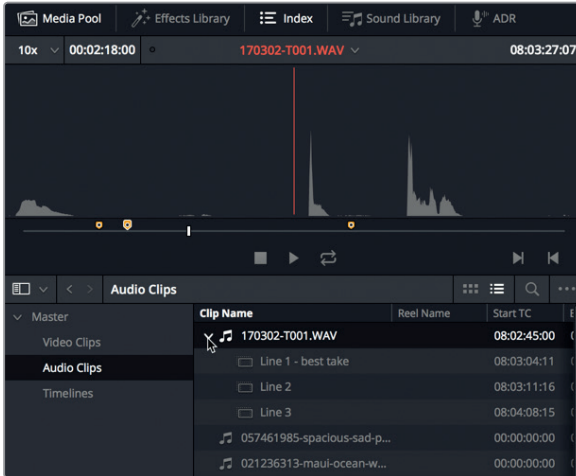 Media Pool Effects Library Index Sound Library ADR
10x 00:02:18:00 170302-T001.WAV 08:03:27:07
Audio Clips
Master
Video Clips
Audio Clips
Timelines
Clip Name Reel Name Start TC E
170302-T001.WAV 08:02:45:00
Line 1 - best take 08:03:04:11
Line 2 08:03:11:16
Line 3 08:04:08:15
057461985-spacious-sad-p... 00:00:00:00
021236313-maui-ocean-w... 00:00:00:00